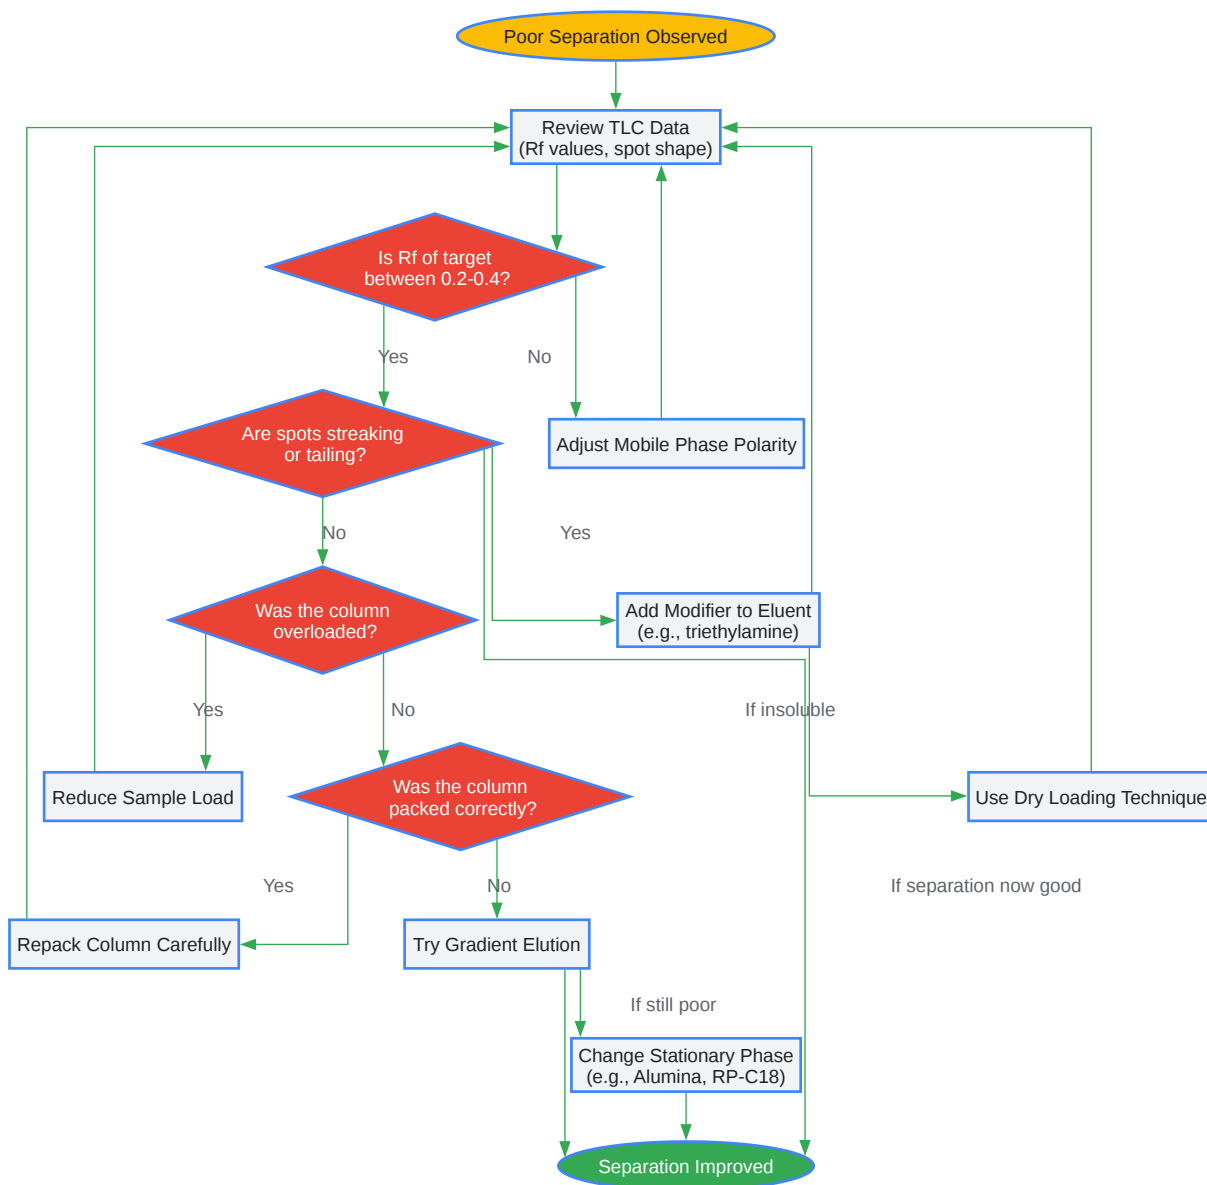 Poor Separation Observed
Review TLC Data
(Rf values, spot shape)
Is Rf of target
between 0.2-0.4?
Yes
No
Are spots streaking
or tailing?
Adjust Mobile Phase Polarity
No
Yes
Was the column
overloaded?
Add Modifier to Eluent
(e.g., triethylamine)
Yes
No
If insoluble
Reduce Sample Load
Was the column
packed correctly?
Use Dry Loading Technique
Yes
No
If separation now good
Repack Column Carefully
Try Gradient Elution
If still poor
Change Stationary Phase
(e.g., Alumina, RP-C18)
Separation Improved